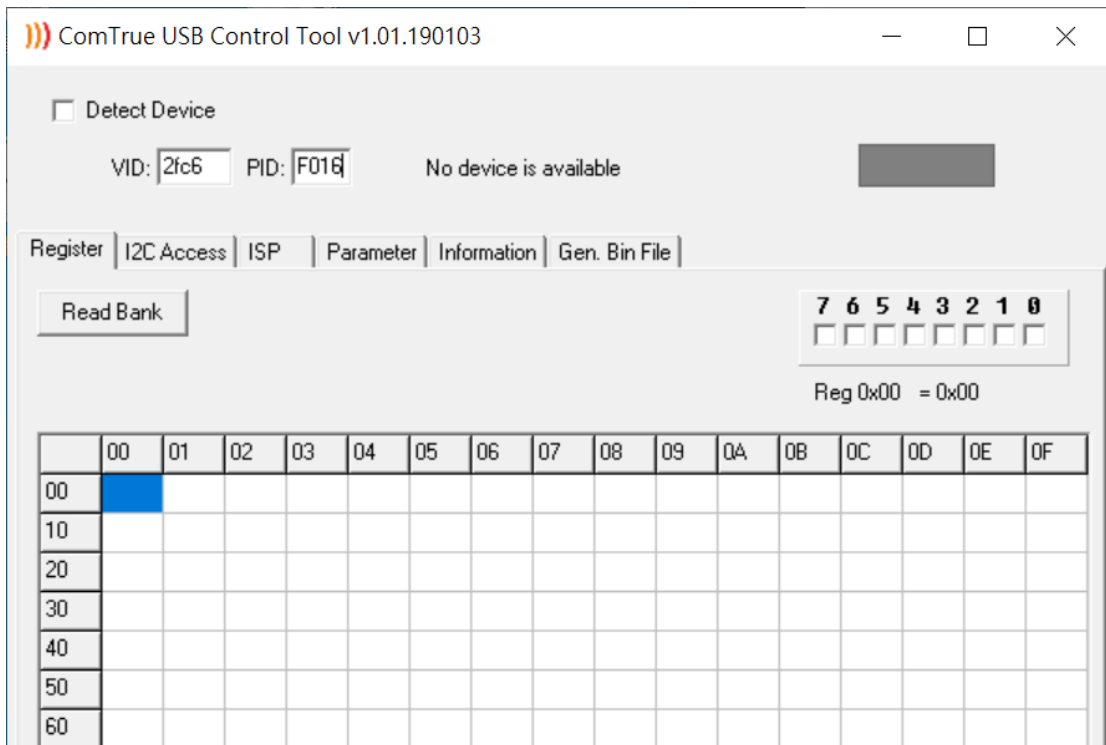 ComTrue USB Control Tool v1.01.190103
Detect Device
VID: 2fc6 PID: F016 No device is available
Register I2C Access ISP Parameter Information Gen. Bin File
Read Bank
7 6 5 4 3 2 1 0
Reg 0x00 = 0x00
00 01 02 03 04 05 06 07 08 09 0A 0B 0C 0D 0E 0F
00
10
20
30
40
50
60